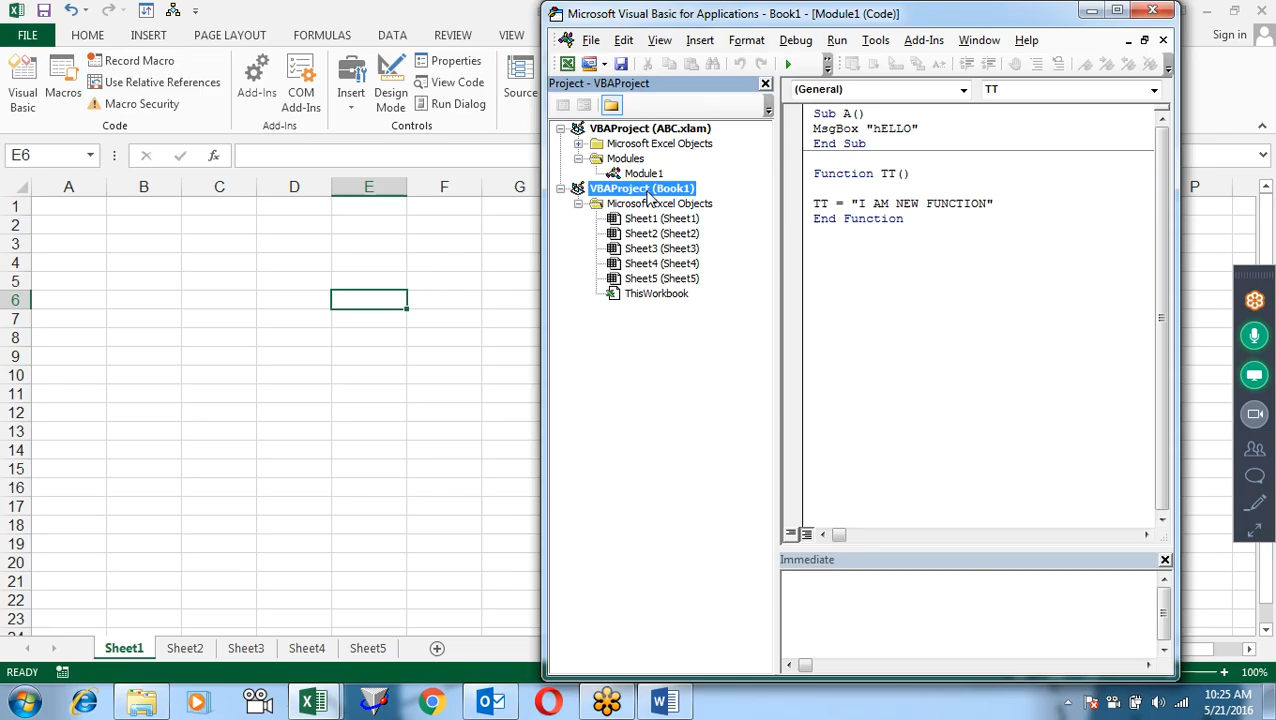 Microsoft Visual Basic for Applications - Book1 - [Module1 (Code)]
FILE HOME INSERT PAGE LAYOUT FORMULAS DATA REVIEW VIEW
Sign in
File Edit View Insert Format Debug Run Tools Add-Ins Window Help
Visual Basic
Macros
Record Macro
Use Relative References
Macro Security
Code
Add-Ins
COM Add-Ins
Add-Ins
Insert
Design Mode
Properties
View Code
Run Dialog
Controls
Source
E6
fx
A B C D E F G P
1
2
3
4
5
6
7
8
9
10
11
12
13
14
15
16
17
18
19
20
21
22
23
Project - VBAProject
VBAProject (ABC.xlam)
Microsoft Excel Objects
Modules
Module1
VBAProject (Book1)
Microsoft Excel Objects
Sheet1 (Sheet1)
Sheet2 (Sheet2)
Sheet3 (Sheet3)
Sheet4 (Sheet4)
Sheet5 (Sheet5)
ThisWorkbook
(General) TT
Sub A()
MsgBox "hELLO"
End Sub
Function TT()
TT = "I AM NEW FUNCTION"
End Function
Immediate
Sheet1 Sheet2 Sheet3 Sheet4 Sheet5
READY
100%
10:25 AM
5/21/2016